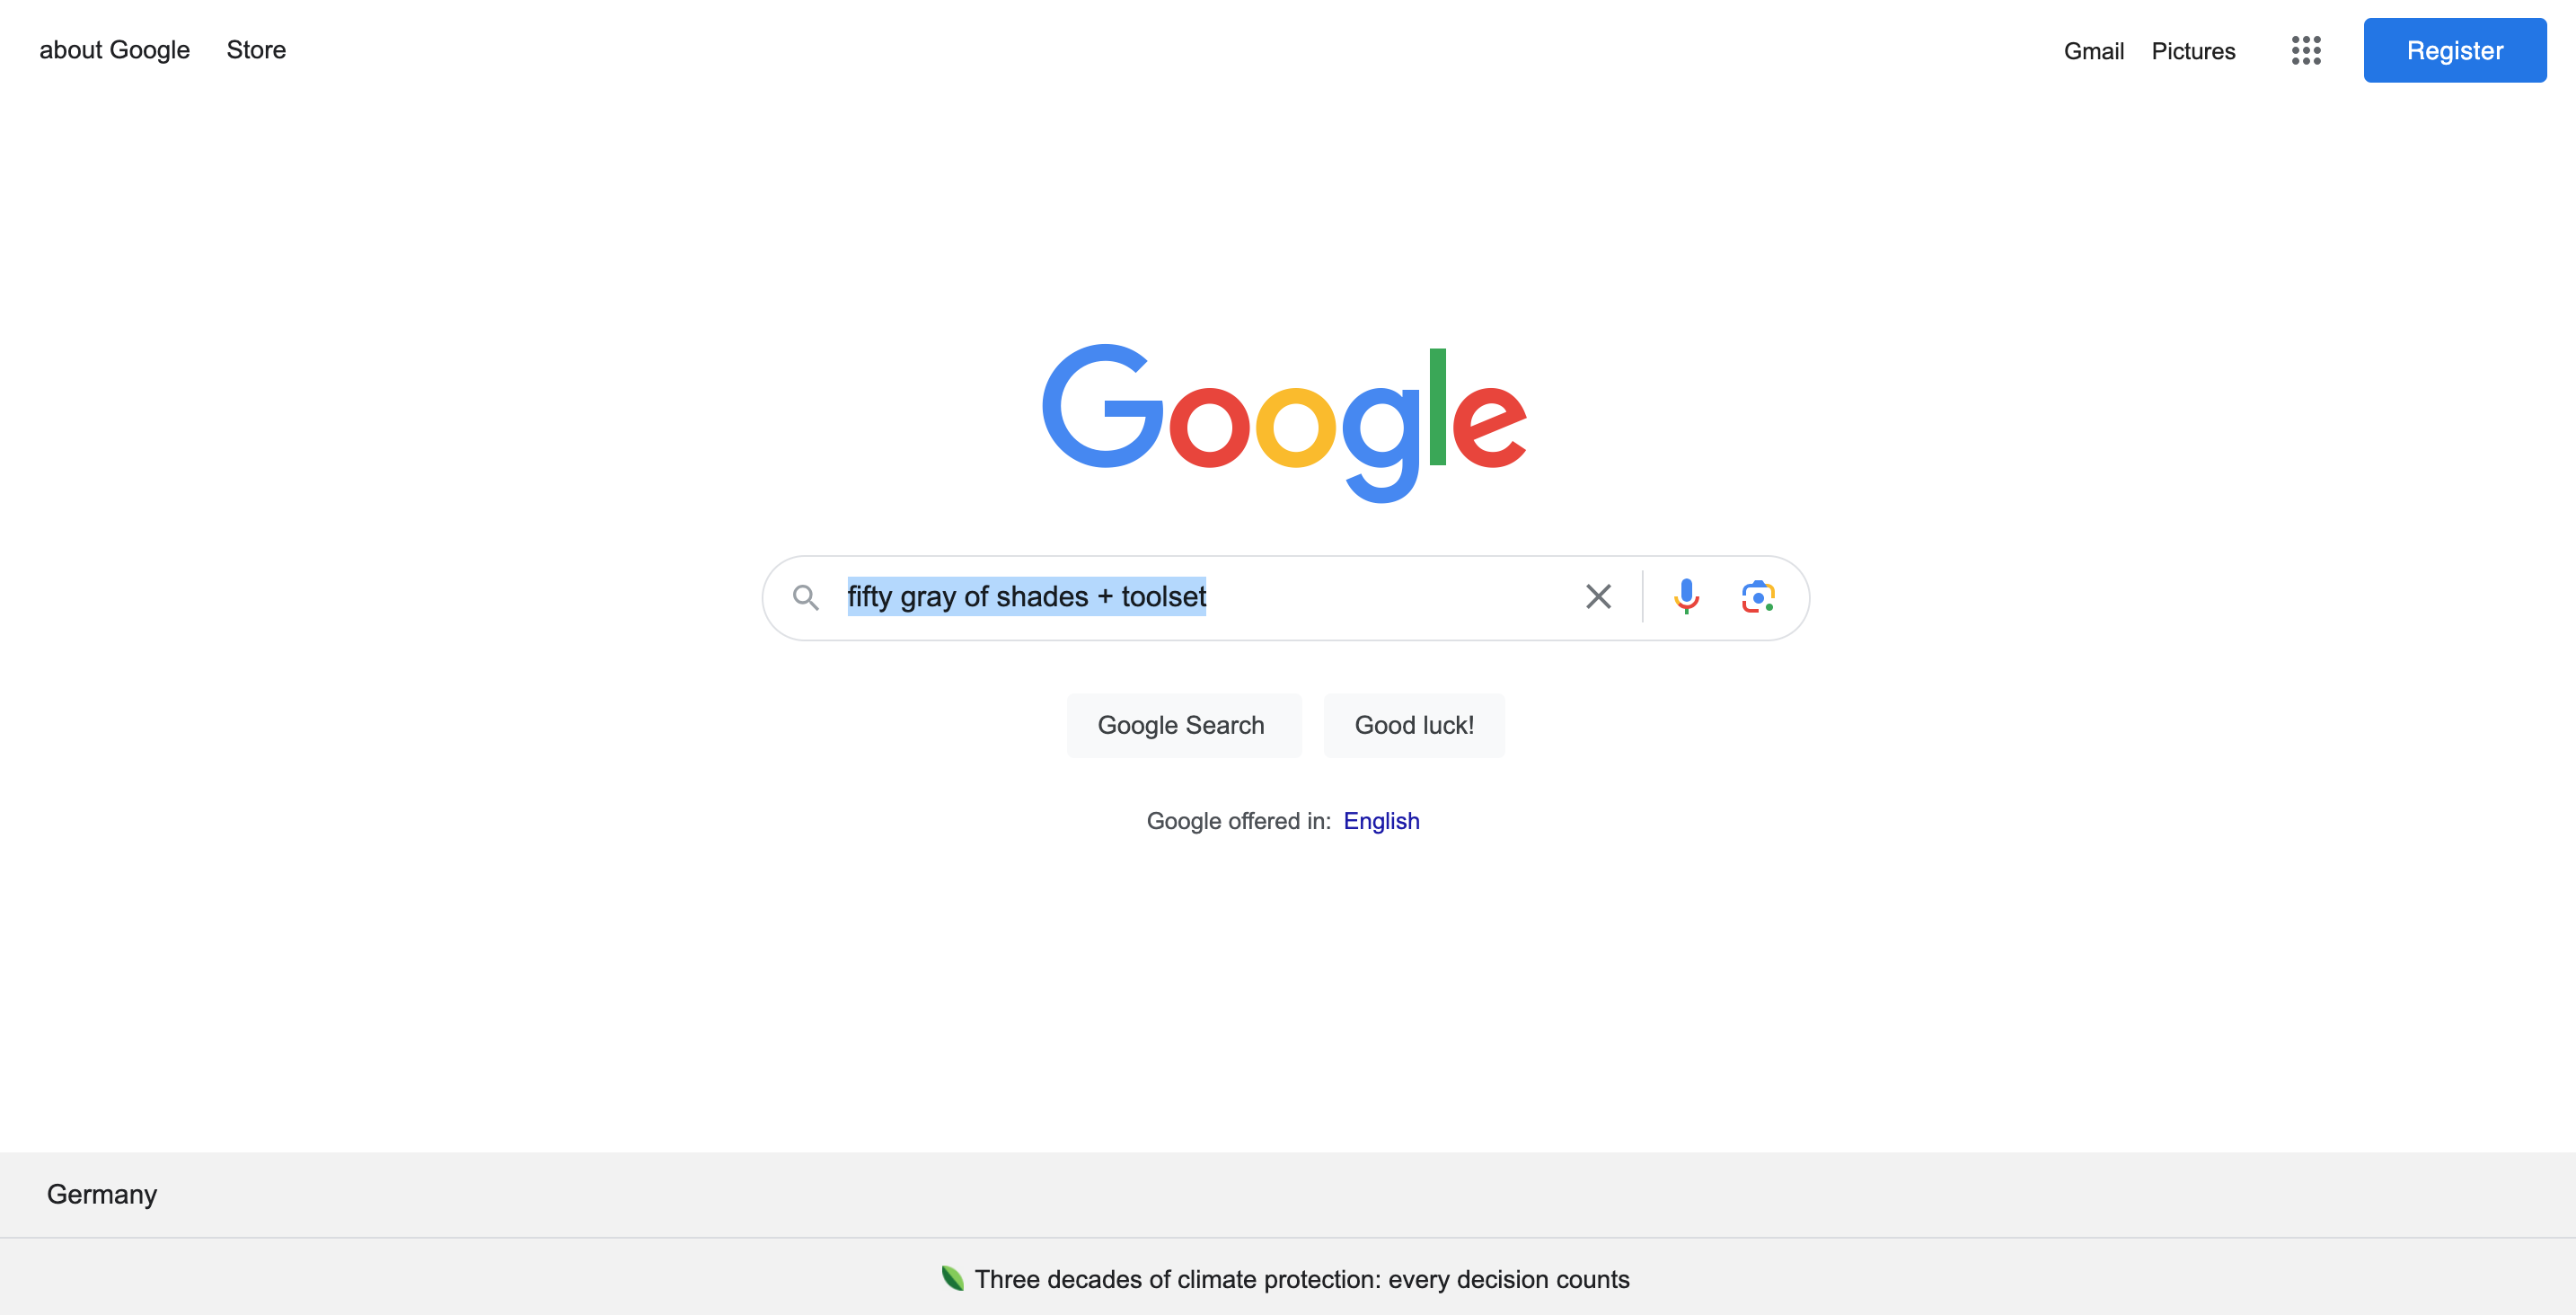 about Google Store Gmail Pictures Register
Google
fifty gray of shades + toolset
Google Search Good luck!
Google offered in: English
Germany
Three decades of climate protection: every decision counts